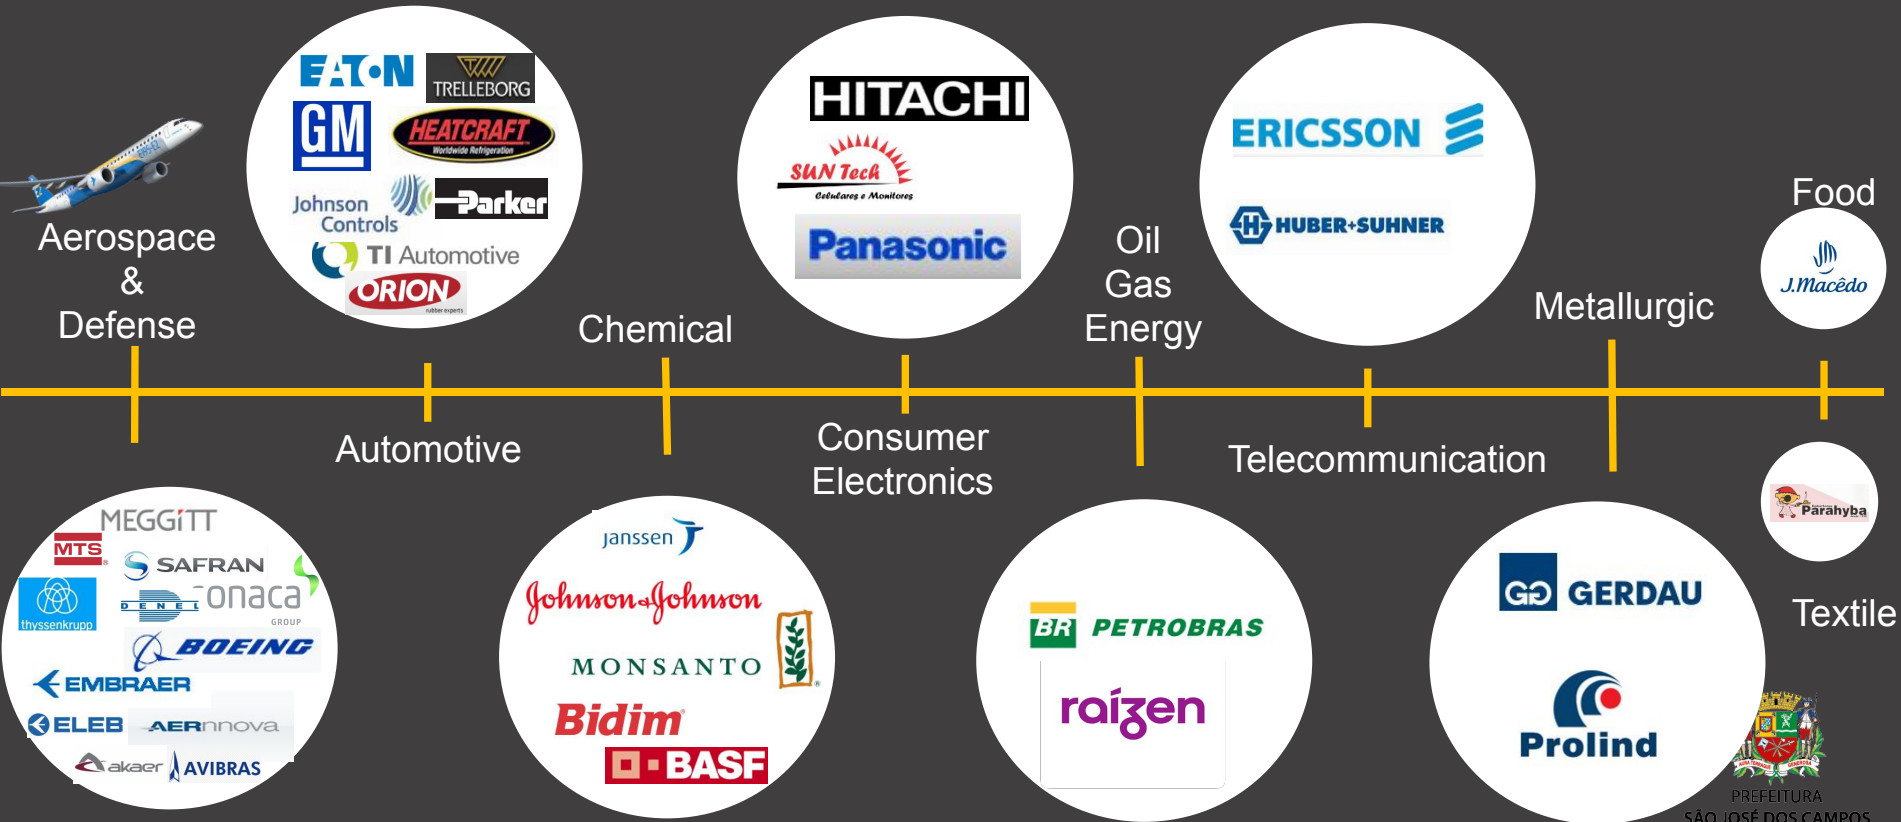 Aerospace
&
Defense
EATON
TRELLEBORG
GM
HEATCRAFT
Worldwide Refrigeration
Johnson
Controls
Parker
TI Automotive
ORION
rubber experts
Chemical
HITACHI
SUN Tech
Celulares e Monitores
Panasonic
Oil
Gas
Energy
ERICSSON
HUBER+SUHNER
Metallurgic
Food
J.Macêdo
Automotive
Consumer
Electronics
Telecommunication
MEGGiTT
MTS
SAFRAN
thyssenkrupp
DENEL
onaca
GROUP
BOEING
EMBRAER
ELEB
AERnnova
akaer
AVIBRAS
Janssen
Johnson & Johnson
MONSANTO
Bidim
BASF
BR PETROBRAS
raízen
GG GERDAU
Prolind
Parahyba
Textile
PREFEITURA
SÃO JOSÉ DOS CAMPOS